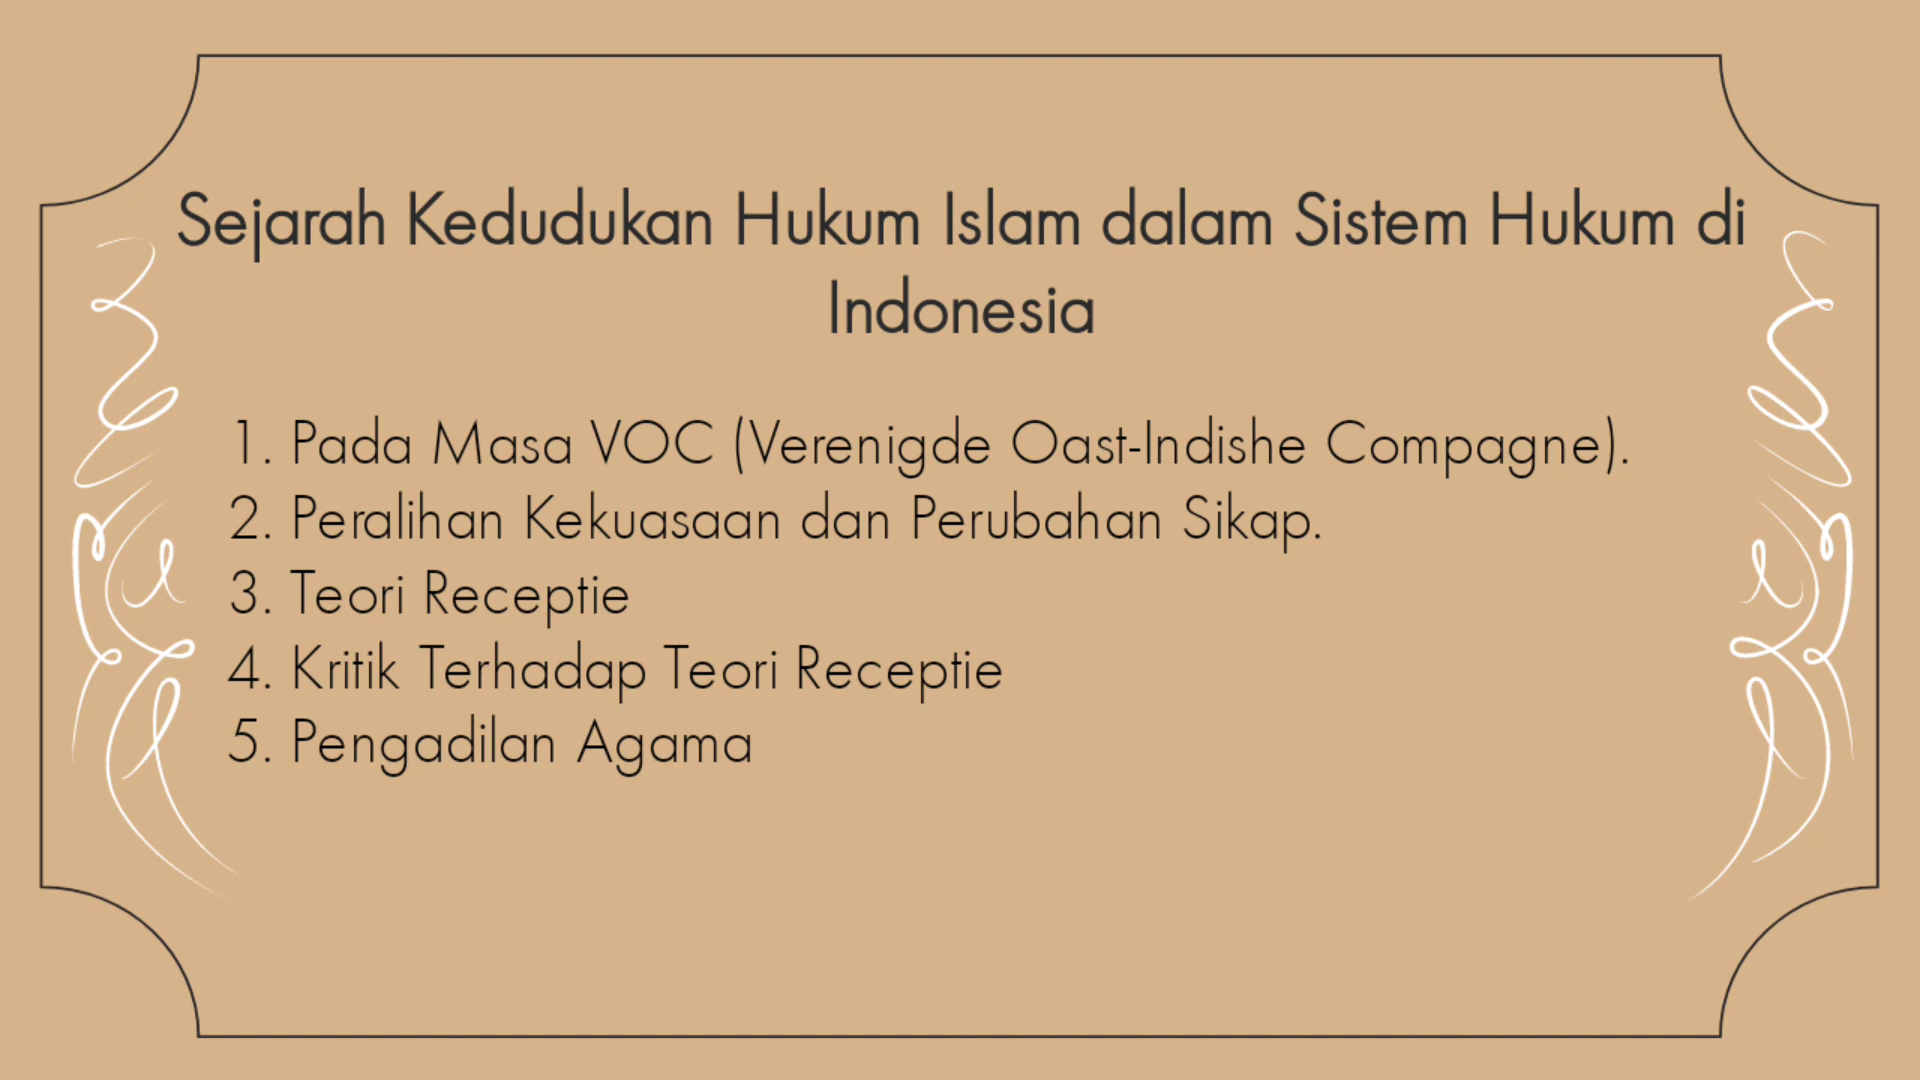 Sejarah Kedudukan Hukum Islam dalam Sistem Hukum di
Indonesia
1. Pada Masa VOC (Verenigde Oast-Indishe Compagne).
2. Peralihan Kekuasaan dan Perubahan Sikap.
3. Teori Receptie
4. Kritik Terhadap Teori Receptie
5. Pengadilan Agama